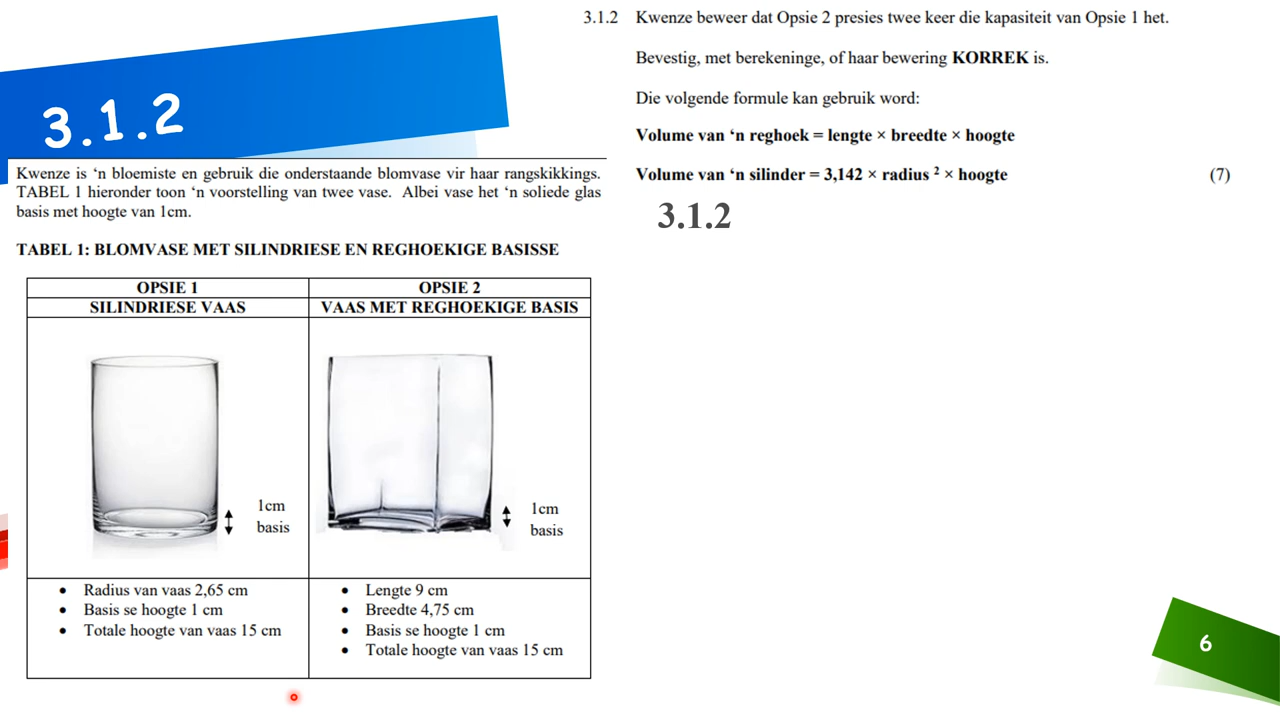 3.1.2
Kwenze is ‘n bloemiste en gebruik die onderstaande blomvase vir haar rangskikkings.
TABEL 1 hieronder toon ‘n voorstelling van twee vase. Albei vase het ‘n soliede glas
basis met hoogte van 1cm.
TABEL 1: BLOMVASE MET SILINDRIESE EN REGHOEKIGE BASISSE
OPSIE 1
OPSIE 2
SILINDRIESE VAAS
VAAS MET REGHOEKIGE BASIS
1cm
basis
1cm
basis
• Radius van vaas 2,65 cm
• Basis se hoogte 1 cm
• Totale hoogte van vaas 15 cm
• Lengte 9 cm
• Breedte 4,75 cm
• Basis se hoogte 1 cm
• Totale hoogte van vaas 15 cm
3.1.2 Kwenze beweer dat Opsie 2 presies twee keer die kapasiteit van Opsie 1 het.
Bevestig, met berekeninge, of haar bewering KORREK is.
Die volgende formule kan gebruik word:
Volume van ‘n reghoek = lengte × breedte × hoogte
Volume van ‘n silinder = 3,142 × radius ² × hoogte (7)
3.1.2
6